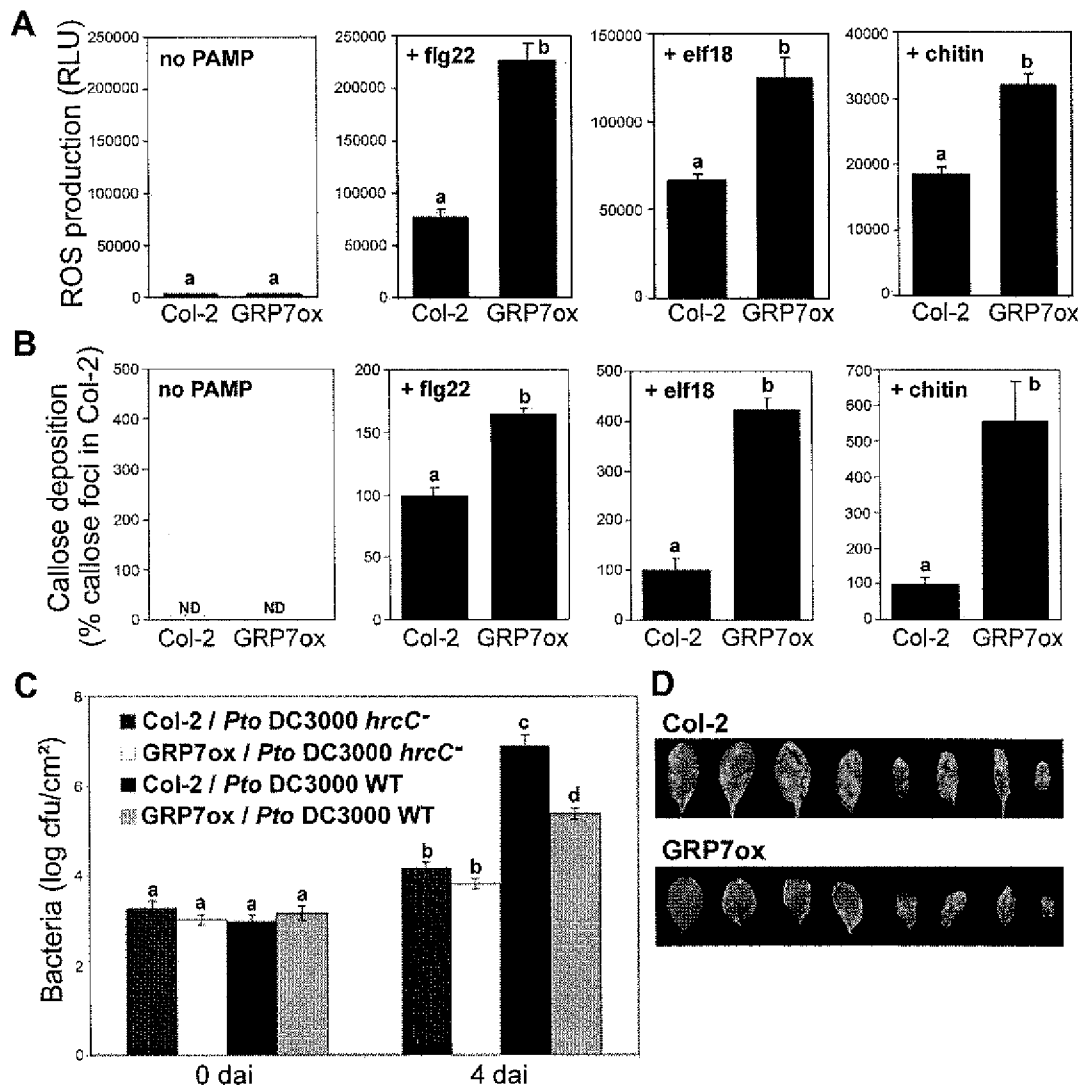 A
ROS production (RLU)
no PAMP
250000
200000
150000
100000
50000
0
a a
Col-2 GRP7ox
+ flg22
250000
200000
150000
100000
50000
0
a b
Col-2 GRP7ox
+ elf18
150000
100000
50000
0
a b
Col-2 GRP7ox
+ chitin
40000
30000
20000
10000
0
a b
Col-2 GRP7ox
B
Callose deposition
(% callose foci in Col-2)
no PAMP
500
400
300
200
100
0
ND ND
Col-2 GRP7ox
+ flg22
200
150
100
50
0
a b
Col-2 GRP7ox
+ elf18
500
400
300
200
100
0
a b
Col-2 GRP7ox
+ chitin
700
600
500
400
300
200
100
0
a b
Col-2 GRP7ox
C
Bacteria (log cfu/cm²)
8
6
4
2
0
Col-2 / Pto DC3000 hrcC-
GRP7ox / Pto DC3000 hrcC-
Col-2 / Pto DC3000 WT
GRP7ox / Pto DC3000 WT
a a a a
b b c d
0 dai 4 dai
D
Col-2
GRP7ox